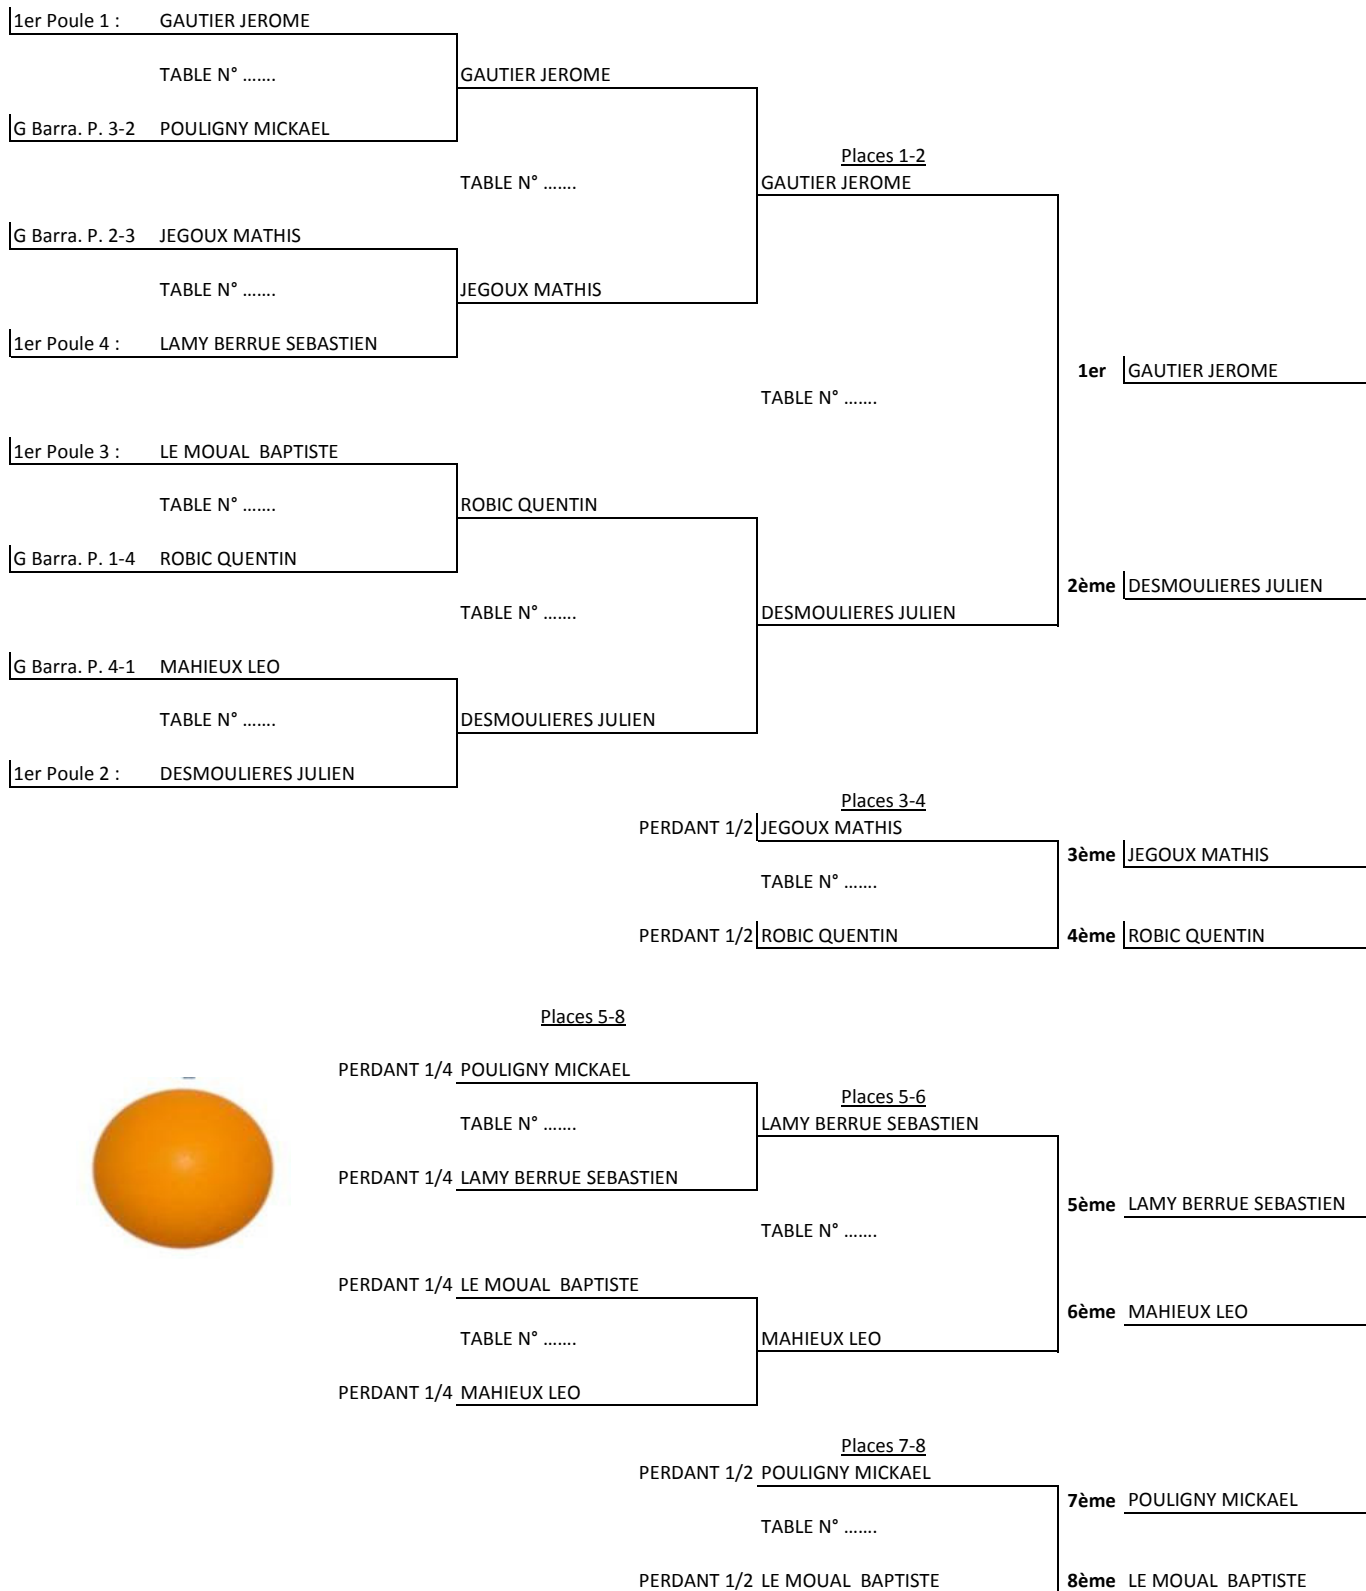 1er Poule 1 : GAUTIER JEROME
TABLE N° ....... GAUTIER JEROME
G Barra. P. 3-2 POULIGNY MICKAEL
Places 1-2
TABLE N° ....... GAUTIER JEROME
G Barra. P. 2-3 JEGOUX MATHIS
TABLE N° ....... JEGOUX MATHIS
1er Poule 4 : LAMY BERRUE SEBASTIEN
1er GAUTIER JEROME
TABLE N° .......
1er Poule 3 : LE MOUAL  BAPTISTE
TABLE N° ....... ROBIC QUENTIN
G Barra. P. 1-4 ROBIC QUENTIN
2ème DESMOULIERES JULIEN
TABLE N° ....... DESMOULIERES JULIEN
G Barra. P. 4-1 MAHIEUX LEO
TABLE N° ....... DESMOULIERES JULIEN
1er Poule 2 : DESMOULIERES JULIEN
Places 3-4
PERDANT 1/2 JEGOUX MATHIS
3ème JEGOUX MATHIS
TABLE N° .......
PERDANT 1/2 ROBIC QUENTIN 4ème ROBIC QUENTIN
Places 5-8
PERDANT 1/4 POULIGNY MICKAEL
Places 5-6
TABLE N° ....... LAMY BERRUE SEBASTIEN
PERDANT 1/4 LAMY BERRUE SEBASTIEN
5ème LAMY BERRUE SEBASTIEN
TABLE N° .......
PERDANT 1/4 LE MOUAL  BAPTISTE
6ème MAHIEUX LEO
TABLE N° ....... MAHIEUX LEO
PERDANT 1/4 MAHIEUX LEO
Places 7-8
PERDANT 1/2 POULIGNY MICKAEL
7ème POULIGNY MICKAEL
TABLE N° .......
PERDANT 1/2 LE MOUAL  BAPTISTE 8ème LE MOUAL  BAPTISTE